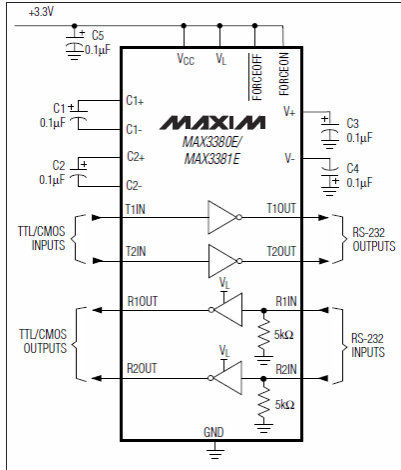 +3.3V
C5
0.1µF
VCC
VL
FORCEOFF
FORCEON
C1
0.1µF
C1+
C1-
C2
0.1µF
C2+
C2-
MAXIM
MAX3380E/
MAX3381E
V+
C3
0.1µF
V-
C4
0.1µF
TTL/CMOS
INPUTS
T1IN
T1OUT
T2IN
T2OUT
RS-232
OUTPUTS
TTL/CMOS
OUTPUTS
R1OUT
VL
R1IN
5kΩ
R2OUT
VL
R2IN
5kΩ
RS-232
INPUTS
GND